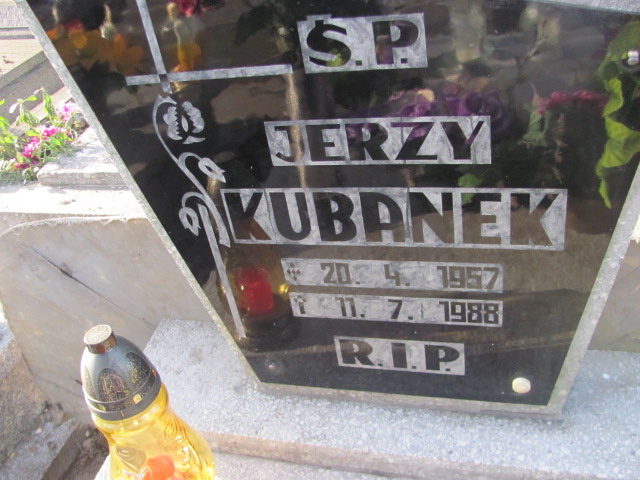 Ś.P.
JERZY
KUBANEK
* 20. 4. 1957
† 11. 7. 1988
R.I.P.